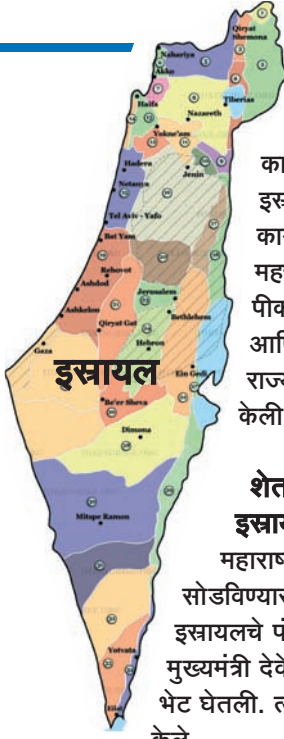 Qiryat
Shemona
Nahariya
Akko
Haifa
Tiberias
Nazareth
Yokne'am
Hadera
Jenin
Netanya
Tel Aviv - Yafo
Bat Yam
Rehovot
Ashdod
Jerusalem
Ashkelon
Bethlehem
Qiryat Gat
Gaza
Hebron
इस्रायल
Ein Gedi
Be'er Sheva
Dimona
Mitspe Ramon
Yotvata
Eilat
का
इस्रा
का
मह
पीव
आणि
राज्य
केली
शेत
इस्राय
महाराष्
सोडविण्यास
इस्रायलचे पं
मुख्यमंत्री देवे
भेट घेतली. त
केले